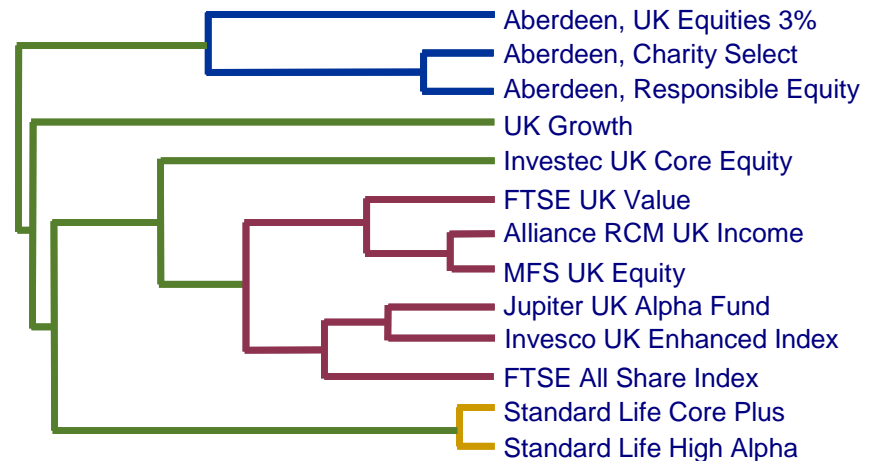 Aberdeen, UK Equities 3%
Aberdeen, Charity Select
Aberdeen, Responsible Equity
UK Growth
Investec UK Core Equity
FTSE UK Value
Alliance RCM UK Income
MFS UK Equity
Jupiter UK Alpha Fund
Invesco UK Enhanced Index
FTSE All Share Index
Standard Life Core Plus
Standard Life High Alpha